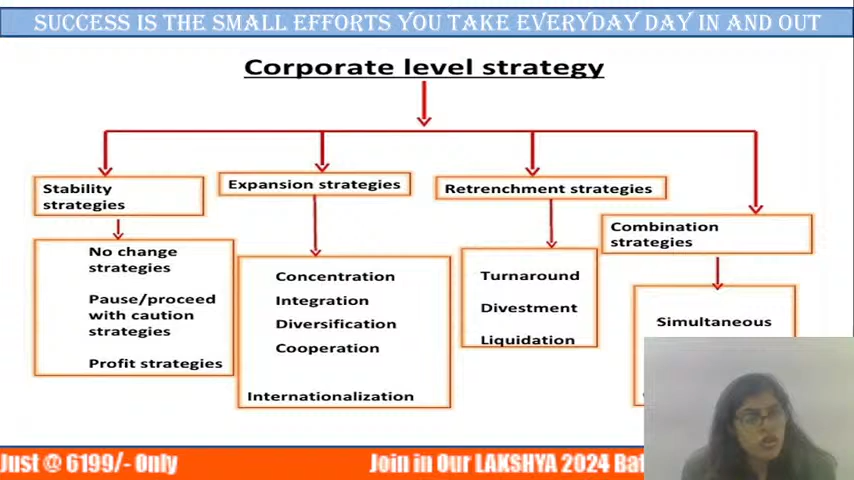 SUCCESS IS THE SMALL EFFORTS YOU TAKE EVERYDAY DAY IN AND OUT
Corporate level strategy
Stability
strategies
Expansion strategies
Retrenchment strategies
Combination
strategies
No change
strategies
Pause/proceed
with caution
strategies
Profit strategies
Concentration
Integration
Diversification
Cooperation
Internationalization
Turnaround
Divestment
Liquidation
Simultaneous
Just @ 6199/- Only
Join in Our LAKSHYA 2024